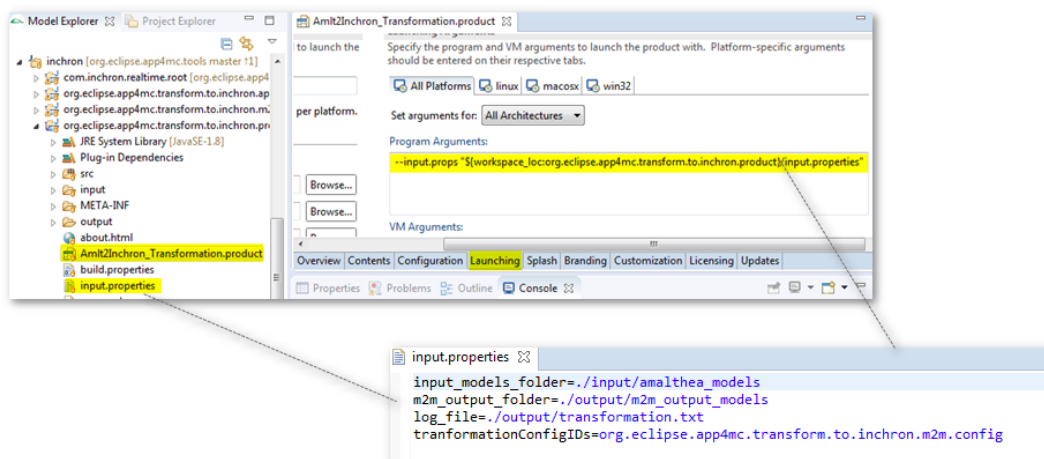 Model Explorer
Project Explorer
inchron [org.eclipse.app4mc.tools master ↑1]
com.inchron.realtime.root [org.eclipse.app4
org.eclipse.app4mc.transform.to.inchron.ap
org.eclipse.app4mc.transform.to.inchron.m2
org.eclipse.app4mc.transform.to.inchron.pr
JRE System Library [JavaSE-1.8]
Plug-in Dependencies
src
input
META-INF
output
about.html
Amlt2Inchron_Transformation.product
build.properties
input.properties
Amlt2Inchron_Transformation.product
to launch the
per platform.
Browse...
Browse...
Launching Arguments
Specify the program and VM arguments to launch the product with. Platform-specific arguments
should be entered on their respective tabs.
All Platforms linux macosx win32
Set arguments for: All Architectures
Program Arguments:
--input.props "${workspace_loc:org.eclipse.app4mc.transform.to.inchron.product}/input.properties"
VM Arguments:
Overview Contents Configuration Launching Splash Branding Customization Licensing Updates
Properties Problems Outline Console
input.properties
input_models_folder=./input/amalthea_models
m2m_output_folder=./output/m2m_output_models
log_file=./output/transformation.txt
tranformationConfigIDs=org.eclipse.app4mc.transform.to.inchron.m2m.config